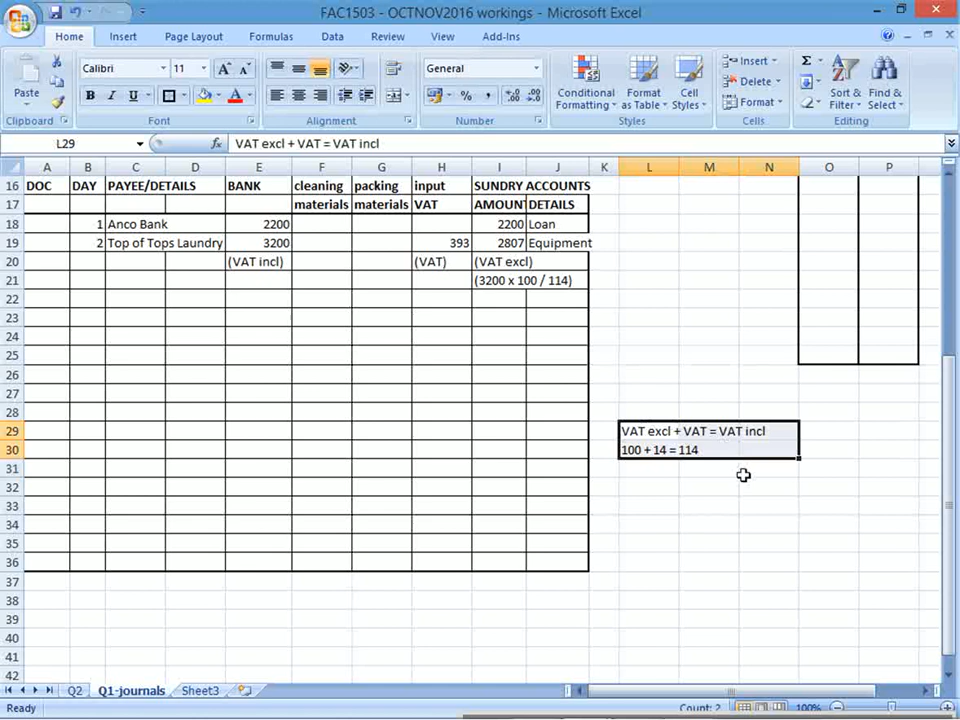 FAC1503 - OCTNOV2016 workings - Microsoft Excel
Home Insert Page Layout Formulas Data Review View Add-Ins
Paste Calibri 11 A A General Conditional Formatting Format as Table Cell Styles Insert Delete Format Σ Sort & Filter Find & Select
B I U A % ,
Clipboard Font Alignment Number Styles Cells Editing
L29 fx VAT excl + VAT = VAT incl
A B C D E F G H I J K L M N O P
16 DOC DAY PAYEE/DETAILS BANK cleaning packing input SUNDRY ACCOUNTS
17 materials materials VAT AMOUNT DETAILS
18 1 Anco Bank 2200 2200 Loan
19 2 Top of Tops Laundry 3200 393 2807 Equipment
20 (VAT incl) (VAT) (VAT excl)
21 (3200 x 100 / 114)
22
23
24
25
26
27
28
29 VAT excl + VAT = VAT incl
30 100 + 14 = 114
31
32
33
34
35
36
37
38
39
40
41
42
Q2 Q1-journals Sheet3
Ready Count: 2 100%